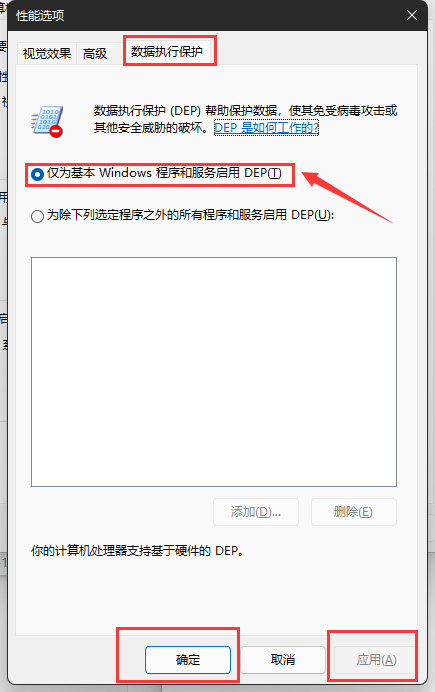 性能选项
视觉效果 高级 数据执行保护
数据执行保护 (DEP) 帮助保护数据，使其免受病毒攻击或
其他安全威胁的破坏。DEP 是如何工作的?
仅为基本 Windows 程序和服务启用 DEP(T)
为除下列选定程序之外的所有程序和服务启用 DEP(U):
添加(D)... 删除(E)
你的计算机处理器支持基于硬件的 DEP。
确定 取消 应用(A)